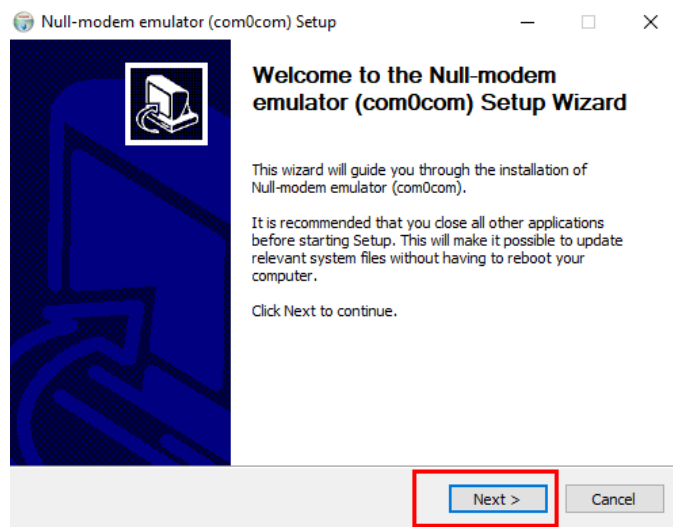 Null-modem emulator (com0com) Setup
Welcome to the Null-modem
emulator (com0com) Setup Wizard
This wizard will guide you through the installation of
Null-modem emulator (com0com).
It is recommended that you close all other applications
before starting Setup. This will make it possible to update
relevant system files without having to reboot your
computer.
Click Next to continue.
Next >
Cancel